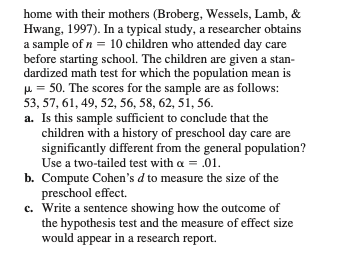 home with their mothers (Broberg, Wessels, Lamb, &
Hwang, 1997). In a typical study, a researcher obtains
a sample of n = 10 children who attended day care
before starting school. The children are given a stan-
dardized math test for which the population mean is
μ = 50. The scores for the sample are as follows:
53, 57, 61, 49, 52, 56, 58, 62, 51, 56.
a. Is this sample sufficient to conclude that the
children with a history of preschool day care are
significantly different from the general population?
Use a two-tailed test with α = .01.
b. Compute Cohen's d to measure the size of the
preschool effect.
c. Write a sentence showing how the outcome of
the hypothesis test and the measure of effect size
would appear in a research report.